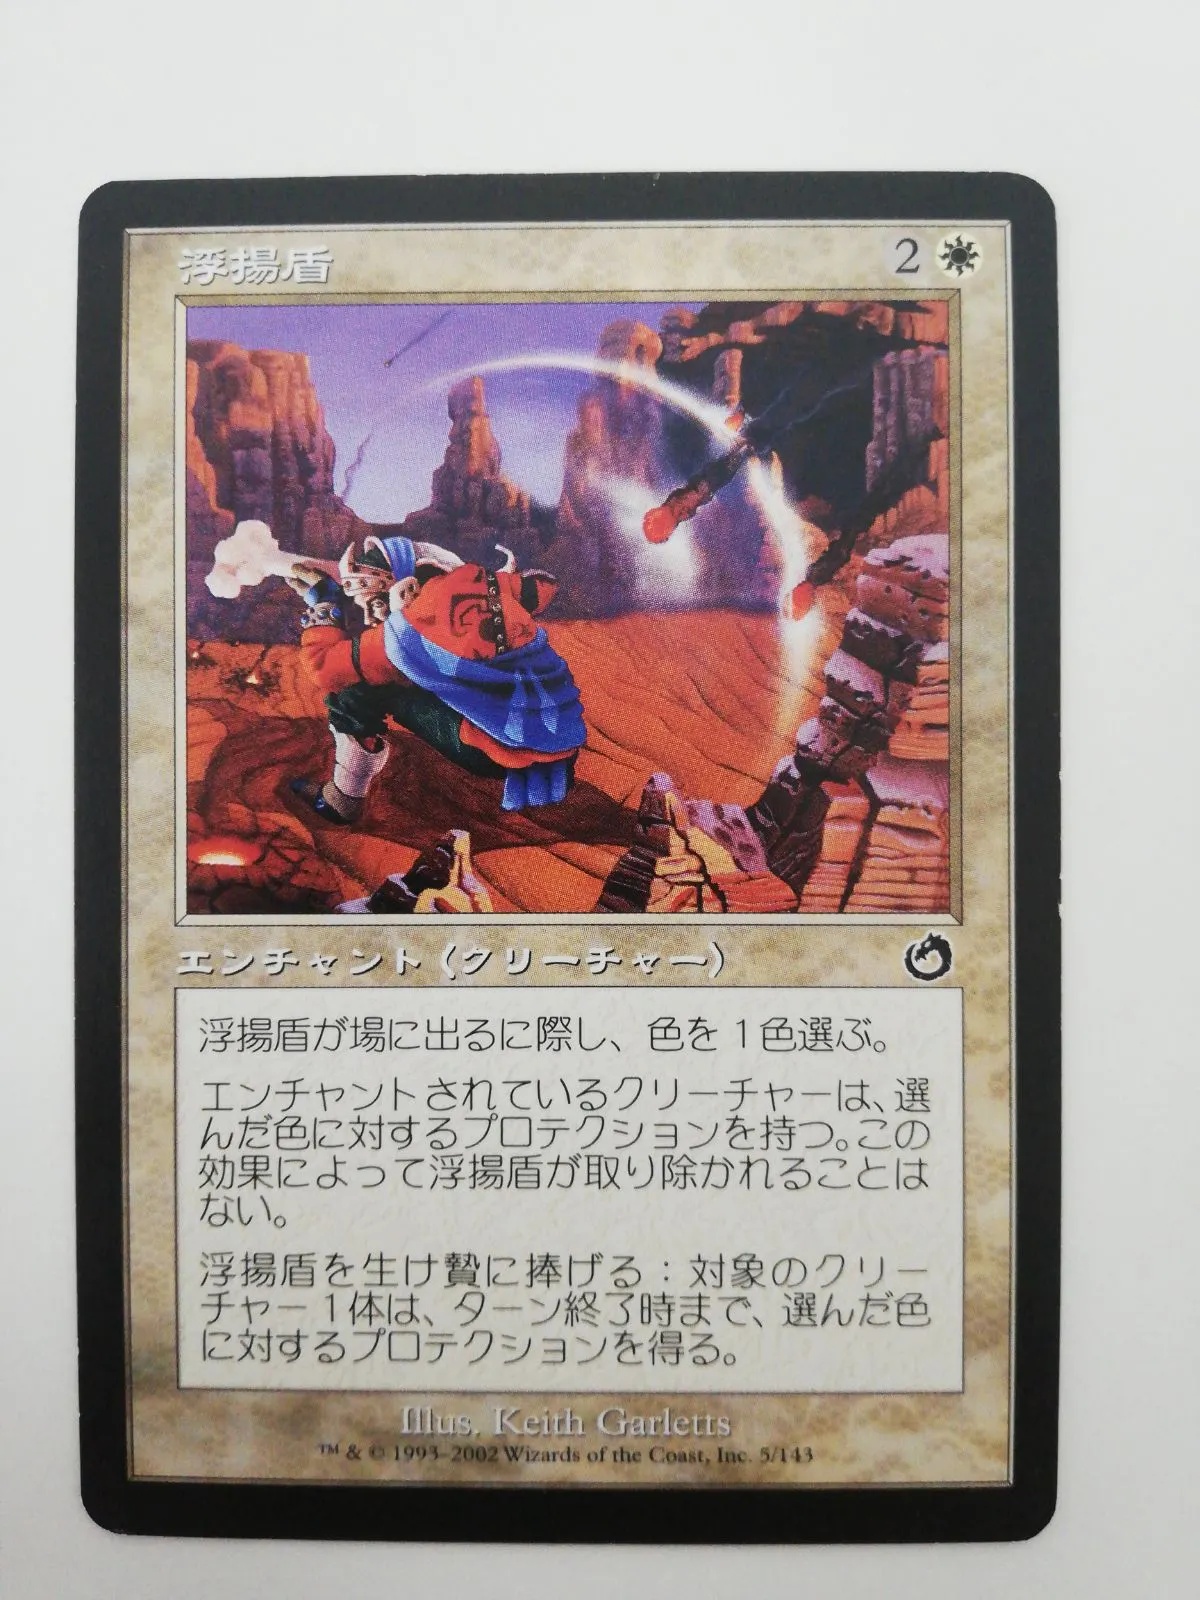 浮揚盾 2
エンチャント(クリーチャー)
浮揚盾が場に出るに際し、色を1色選ぶ。
エンチャントされているクリーチャーは、選
んだ色に対するプロテクションを持つ。この
効果によって浮揚盾が取り除かれることは
ない。
浮揚盾を生け贄に捧げる：対象のクリー
チャー1体は、ターン終了時まで、選んだ色
に対するプロテクションを得る。
Illus. Keith Garletts
™ & © 1993-2002 Wizards of the Coast, Inc. 5/143